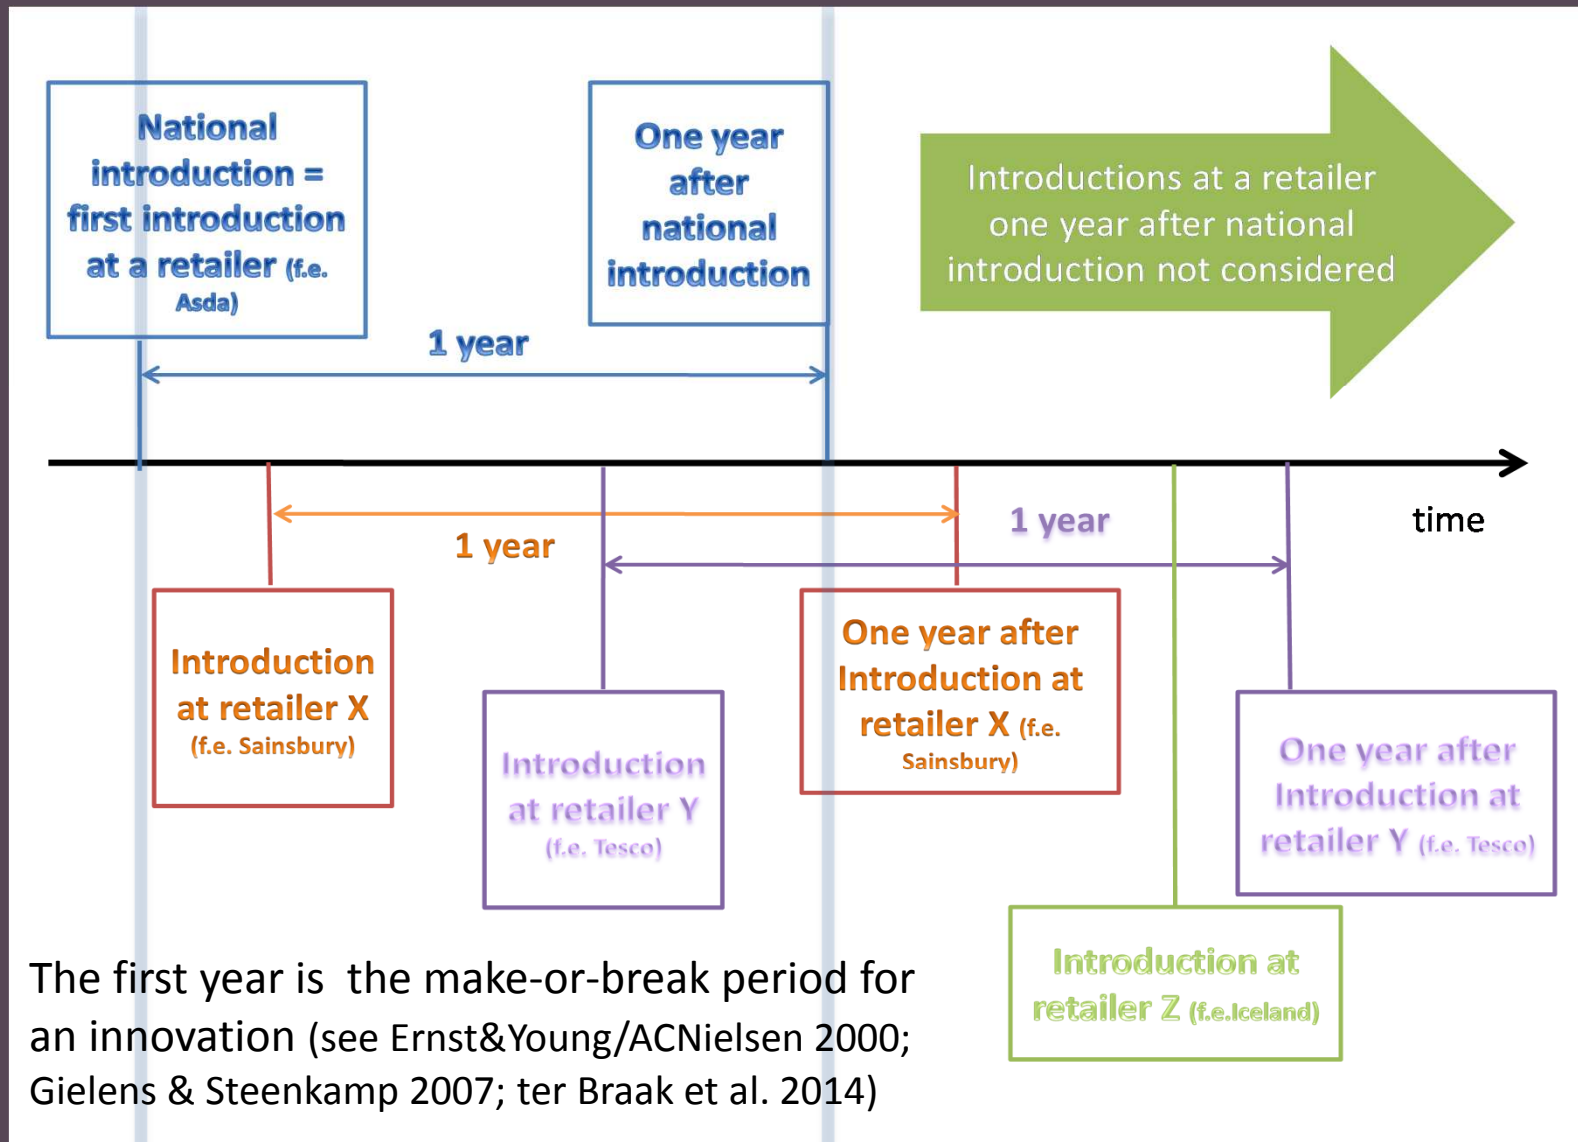 National
introduction =
first introduction
at a retailer (f.e.
Asda)
One year
after
national
introduction
Introductions at a retailer
one year after national
introduction not considered
1 year
time
1 year
1 year
Introduction
at retailer X
(f.e. Sainsbury)
Introduction
at retailer Y
(f.e. Tesco)
One year after
Introduction at
retailer X (f.e.
Sainsbury)
One year after
Introduction at
retailer Y (f.e. Tesco)
Introduction at
retailer Z (f.e.Iceland)
The first year is  the make-or-break period for
an innovation (see Ernst&Young/ACNielsen 2000;
Gielens & Steenkamp 2007; ter Braak et al. 2014)